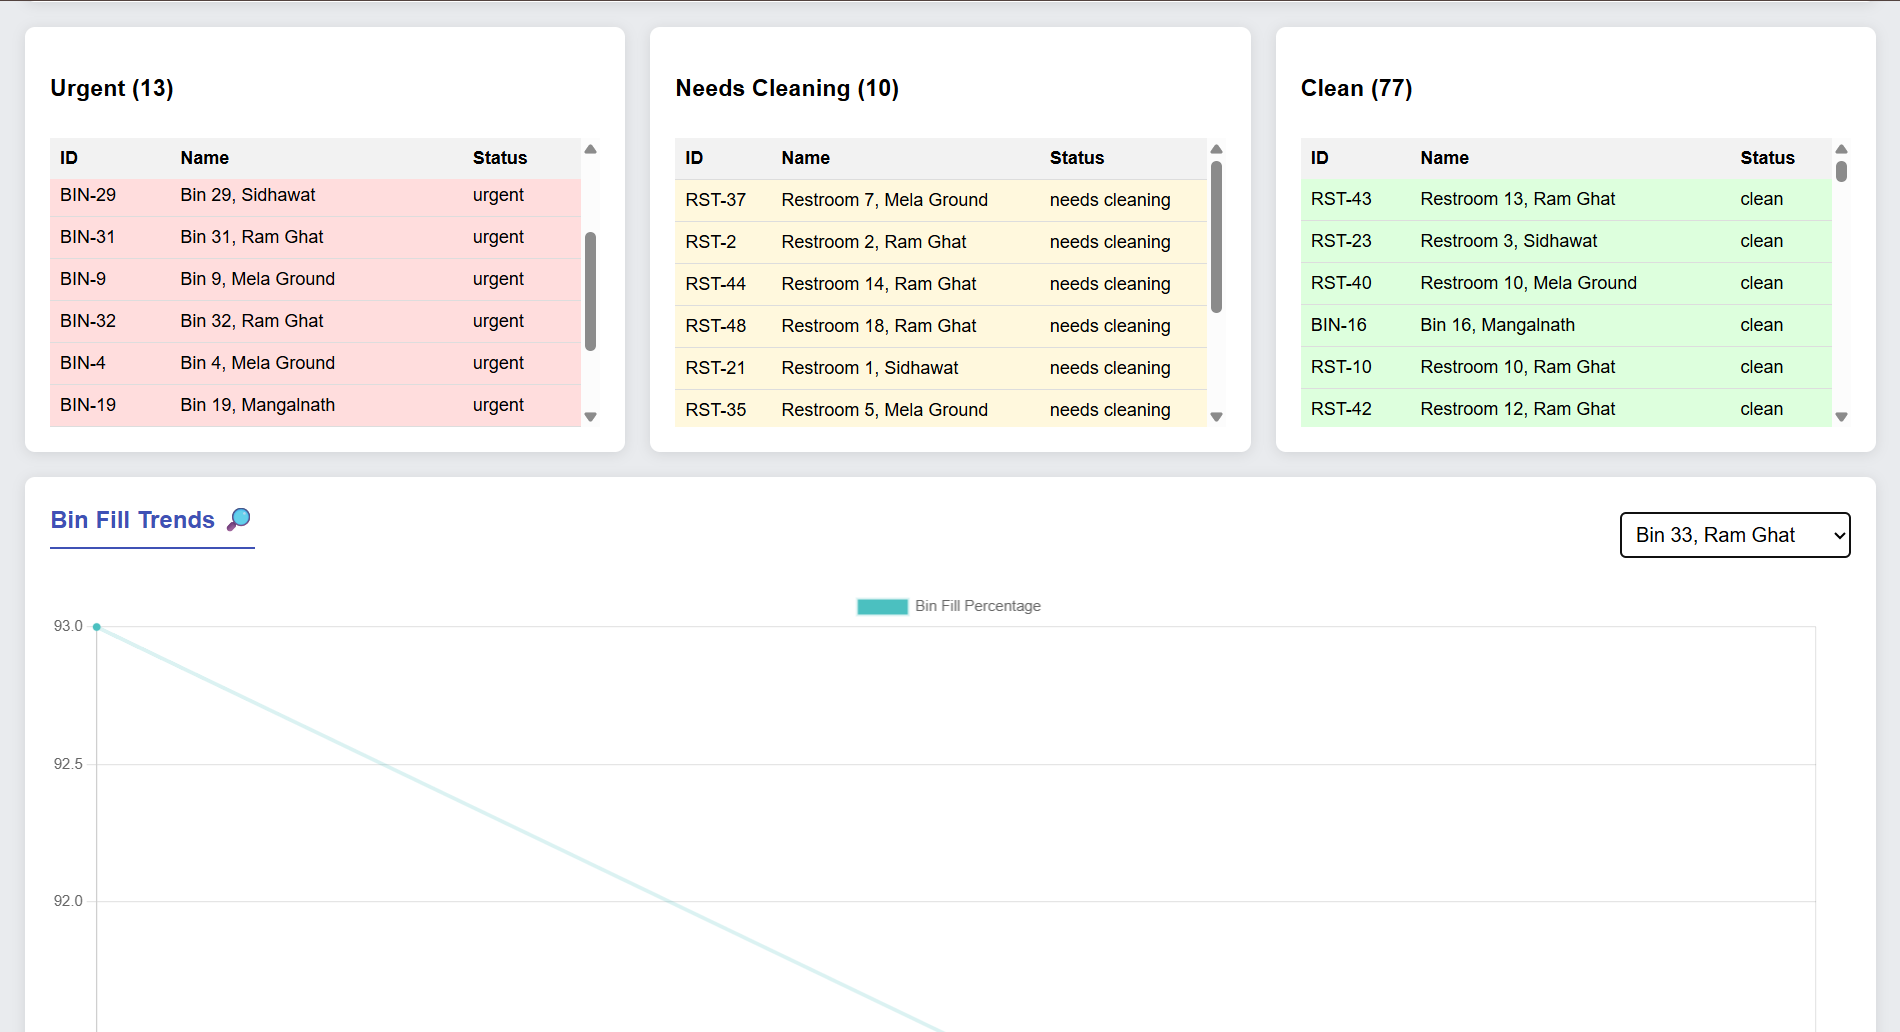 Urgent (13)
ID Name Status
BIN-29 Bin 29, Sidhawat urgent
BIN-31 Bin 31, Ram Ghat urgent
BIN-9 Bin 9, Mela Ground urgent
BIN-32 Bin 32, Ram Ghat urgent
BIN-4 Bin 4, Mela Ground urgent
BIN-19 Bin 19, Mangalnath urgent
Needs Cleaning (10)
ID Name Status
RST-37 Restroom 7, Mela Ground needs cleaning
RST-2 Restroom 2, Ram Ghat needs cleaning
RST-44 Restroom 14, Ram Ghat needs cleaning
RST-48 Restroom 18, Ram Ghat needs cleaning
RST-21 Restroom 1, Sidhawat needs cleaning
RST-35 Restroom 5, Mela Ground needs cleaning
Clean (77)
ID Name Status
RST-43 Restroom 13, Ram Ghat clean
RST-23 Restroom 3, Sidhawat clean
RST-40 Restroom 10, Mela Ground clean
BIN-16 Bin 16, Mangalnath clean
RST-10 Restroom 10, Ram Ghat clean
RST-42 Restroom 12, Ram Ghat clean
Bin Fill Trends
Bin 33, Ram Ghat
Bin Fill Percentage
93.0
92.5
92.0